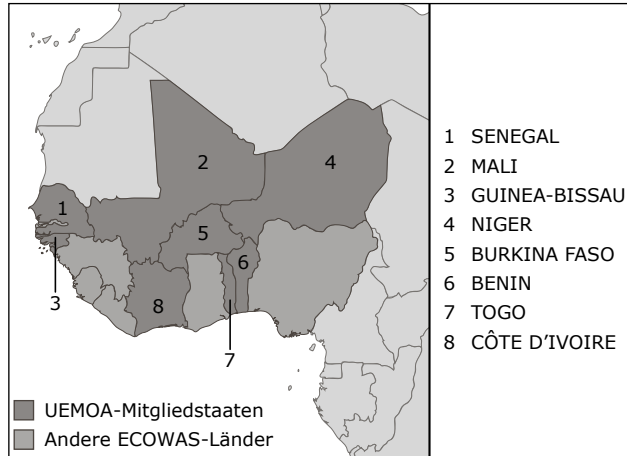 1 SENEGAL
2 MALI
3 GUINEA-BISSAU
4 NIGER
5 BURKINA FASO
6 BENIN
7 TOGO
8 CÔTE D’IVOIRE
1
2
4
5
6
3
8
7
UEMOA-Mitgliedstaaten
Andere ECOWAS-Länder